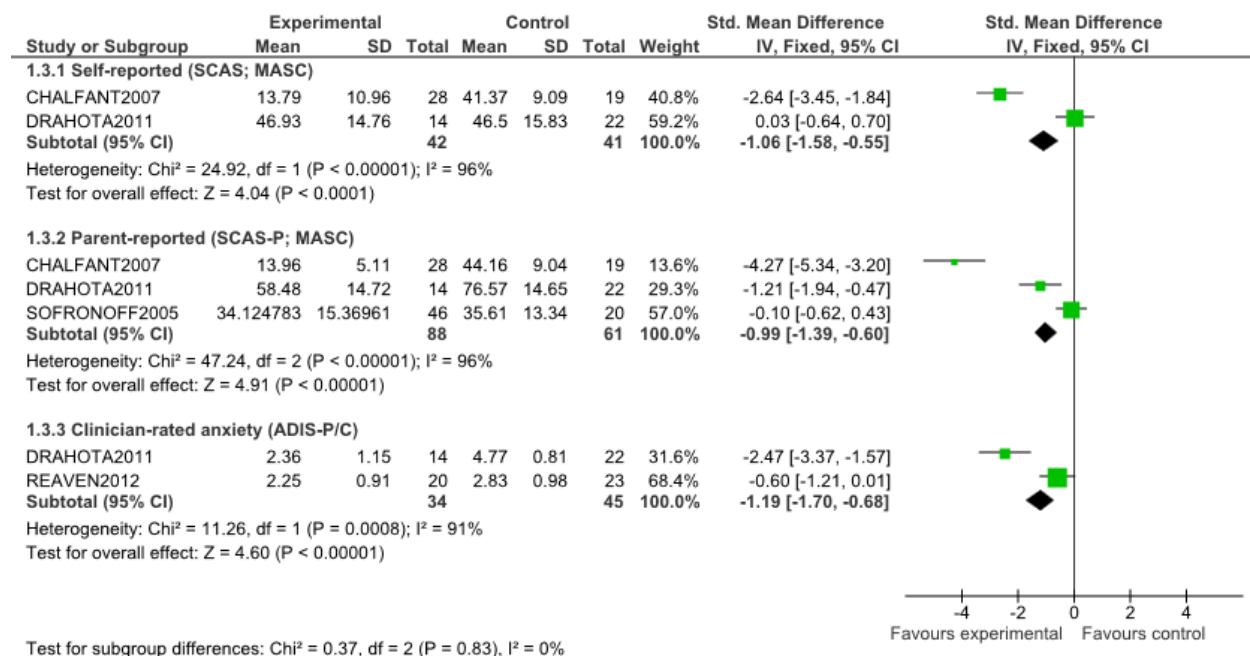 Experimental Control Std. Mean Difference Std. Mean Difference
Study or Subgroup Mean SD Total Mean SD Total Weight IV, Fixed, 95% CI IV, Fixed, 95% CI
1.3.1 Self-reported (SCAS; MASC)
CHALFANT2007 13.79 10.96 28 41.37 9.09 19 40.8% -2.64 [-3.45, -1.84]
DRAHOTA2011 46.93 14.76 14 46.5 15.83 22 59.2% 0.03 [-0.64, 0.70]
Subtotal (95% CI) 42 41 100.0% -1.06 [-1.58, -0.55]
Heterogeneity: Chi² = 24.92, df = 1 (P < 0.00001); I² = 96%
Test for overall effect: Z = 4.04 (P < 0.0001)
1.3.2 Parent-reported (SCAS-P; MASC)
CHALFANT2007 13.96 5.11 28 44.16 9.04 19 13.6% -4.27 [-5.34, -3.20]
DRAHOTA2011 58.48 14.72 14 76.57 14.65 22 29.3% -1.21 [-1.94, -0.47]
SOFRONOFF2005 34.124783 15.36961 46 35.61 13.34 20 57.0% -0.10 [-0.62, 0.43]
Subtotal (95% CI) 88 61 100.0% -0.99 [-1.39, -0.60]
Heterogeneity: Chi² = 47.24, df = 2 (P < 0.00001); I² = 96%
Test for overall effect: Z = 4.91 (P < 0.00001)
1.3.3 Clinician-rated anxiety (ADIS-P/C)
DRAHOTA2011 2.36 1.15 14 4.77 0.81 22 31.6% -2.47 [-3.37, -1.57]
REAVEN2012 2.25 0.91 20 2.83 0.98 23 68.4% -0.60 [-1.21, 0.01]
Subtotal (95% CI) 34 45 100.0% -1.19 [-1.70, -0.68]
Heterogeneity: Chi² = 11.26, df = 1 (P = 0.0008); I² = 91%
Test for overall effect: Z = 4.60 (P < 0.00001)
-4 -2 0 2 4
Favours experimental Favours control
Test for subgroup differences: Chi² = 0.37, df = 2 (P = 0.83), I² = 0%